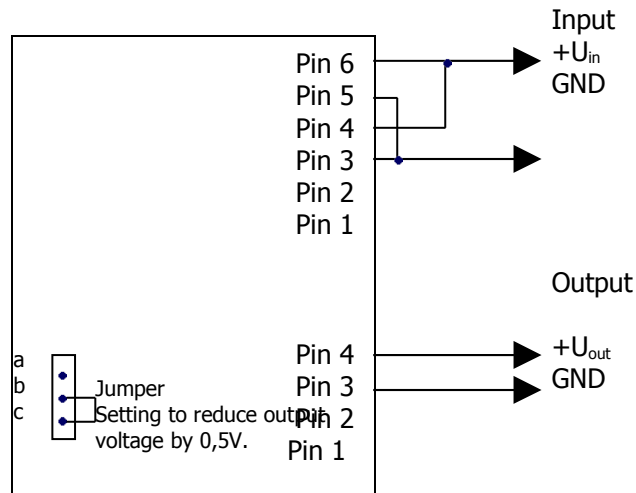 Input
+Uin
GND
Pin 6
Pin 5
Pin 4
Pin 3
Pin 2
Pin 1
Output
+Uout
GND
Pin 4
Pin 3
Pin 2
Pin 1
a
b
c
Jumper
Setting to reduce output
voltage by 0,5V.